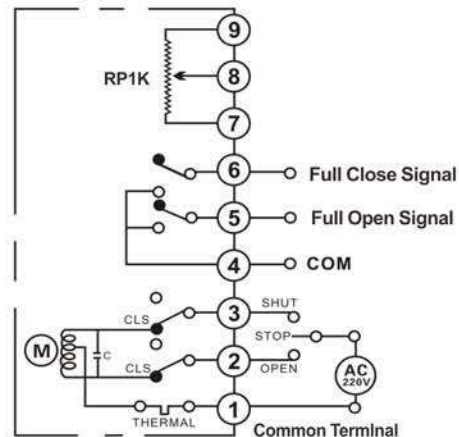 9
RP1K
8
7
6 Full Close Signal
5 Full Open Signal
4 COM
CLS 3 SHUT
STOP
M C
CLS 2 OPEN
AC
220V
THERMAL 1 Common Terminal